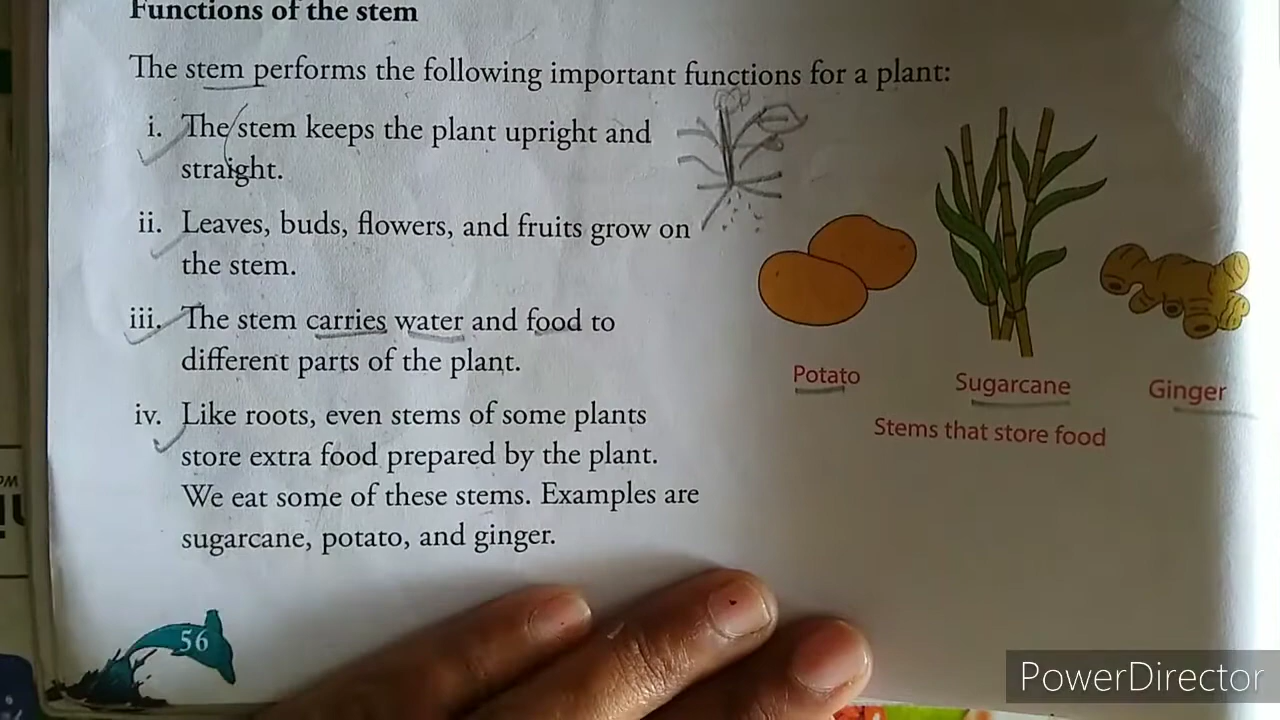 Functions of the stem
The stem performs the following important functions for a plant:
i. The stem keeps the plant upright and
straight.
ii. Leaves, buds, flowers, and fruits grow on
the stem.
iii. The stem carries water and food to
different parts of the plant.
iv. Like roots, even stems of some plants
store extra food prepared by the plant.
We eat some of these stems. Examples are
sugarcane, potato, and ginger.
Potato
Sugarcane
Ginger
Stems that store food
56
PowerDirector